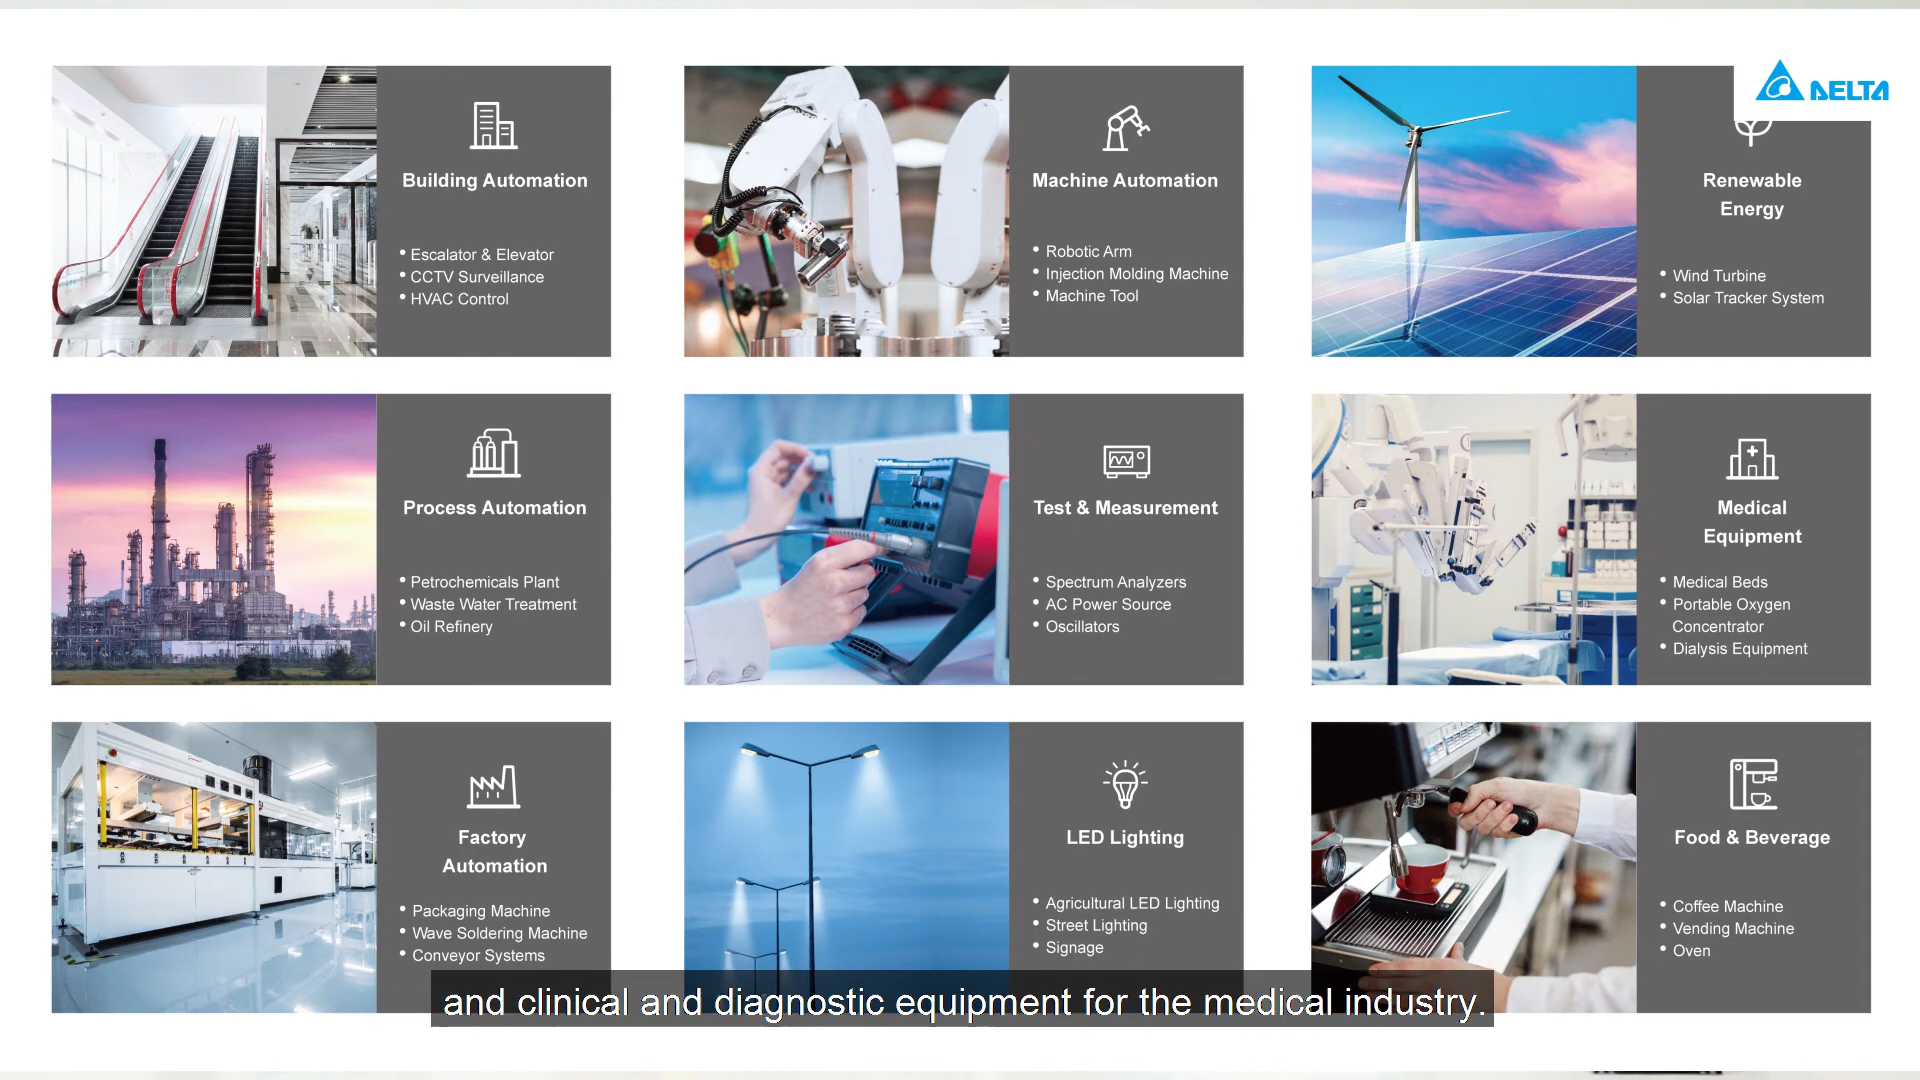 DELTA
Building Automation
• Escalator & Elevator
• CCTV Surveillance
• HVAC Control
Machine Automation
• Robotic Arm
• Injection Molding Machine
• Machine Tool
Renewable
Energy
• Wind Turbine
• Solar Tracker System
Process Automation
• Petrochemicals Plant
• Waste Water Treatment
• Oil Refinery
Test & Measurement
• Spectrum Analyzers
• AC Power Source
• Oscillators
Medical
Equipment
• Medical Beds
• Portable Oxygen
Concentrator
• Dialysis Equipment
Factory
Automation
• Packaging Machine
• Wave Soldering Machine
• Conveyor Systems
LED Lighting
• Agricultural LED Lighting
• Street Lighting
• Signage
Food & Beverage
• Coffee Machine
• Vending Machine
• Oven
and clinical and diagnostic equipment for the medical industry.